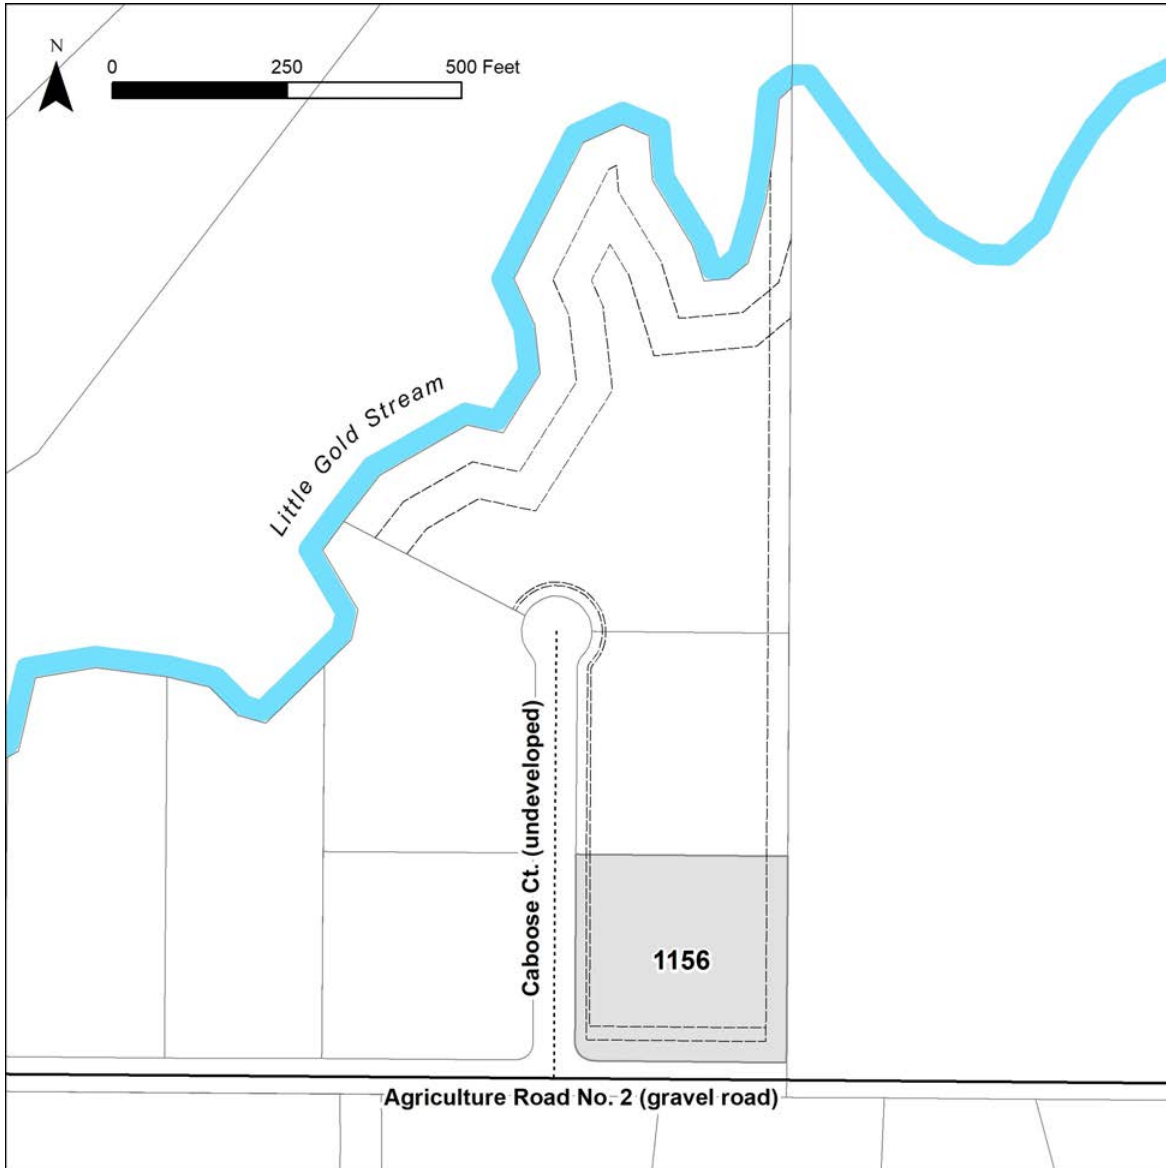 N
0 250 500 Feet
Little Gold Stream
Caboose Ct. (undeveloped)
1156
Agriculture Road No. 2 (gravel road)